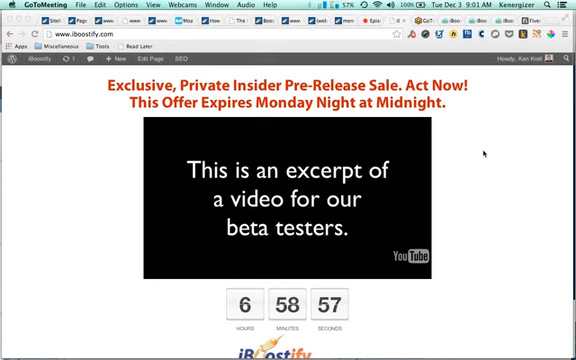 GoToMeeting File Edit Options View Webcams Window Help 57% 100% Tue Dec 3 9:01 AM Kenergizer
www.iboostify.com
Apps Miscellaneous Tools Read Later
iBoostify + New Edit Page SEO Howdy, Ken Krell
Exclusive, Private Insider Pre-Release Sale. Act Now!
This Offer Expires Monday Night at Midnight.
This is an excerpt of
a video for our
beta testers.
YouTube
6 58 57
HOURS MINUTES SECONDS
iBoostify